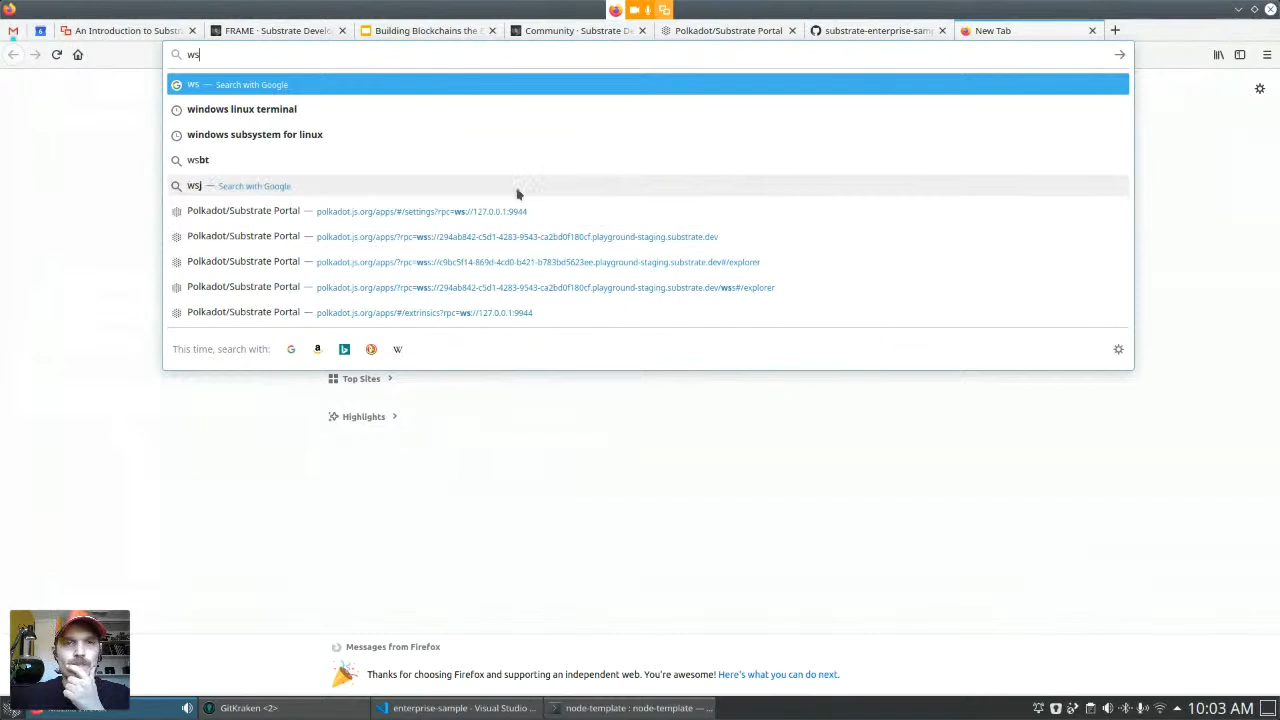 An Introduction to Subst
FRAME · Substrate Develo
Building Blockchains the E
Community · Substrate De
Polkadot/Substrate Portal
substrate-enterprise-sam
New Tab
ws
ws — Search with Google
windows linux terminal
windows subsystem for linux
wsbt
wsj — Search with Google
Polkadot/Substrate Portal — polkadot.js.org/apps/#/settings?rpc=ws://127.0.0.1:9944
Polkadot/Substrate Portal — polkadot.js.org/apps/?rpc=wss://294ab842-c5d1-4283-9543-ca2bd0f180cf.playground-staging.substrate.dev
Polkadot/Substrate Portal — polkadot.js.org/apps/?rpc=wss://c9bc5f14-869d-4cd0-b421-b783bd5623ee.playground-staging.substrate.dev#/explorer
Polkadot/Substrate Portal — polkadot.js.org/apps/?rpc=wss://294ab842-c5d1-4283-9543-ca2bd0f180cf.playground-staging.substrate.dev/wss#/explorer
Polkadot/Substrate Portal — polkadot.js.org/apps/#/extrinsics?rpc=ws://127.0.0.1:9944
This time, search with:
Top Sites
Highlights
Messages from Firefox
Thanks for choosing Firefox and supporting an independent web. You're awesome! Here's what you can do next.
GitKraken <2>
enterprise-sample - Visual Studio ...
node-template : node-template — ...
10:03 AM